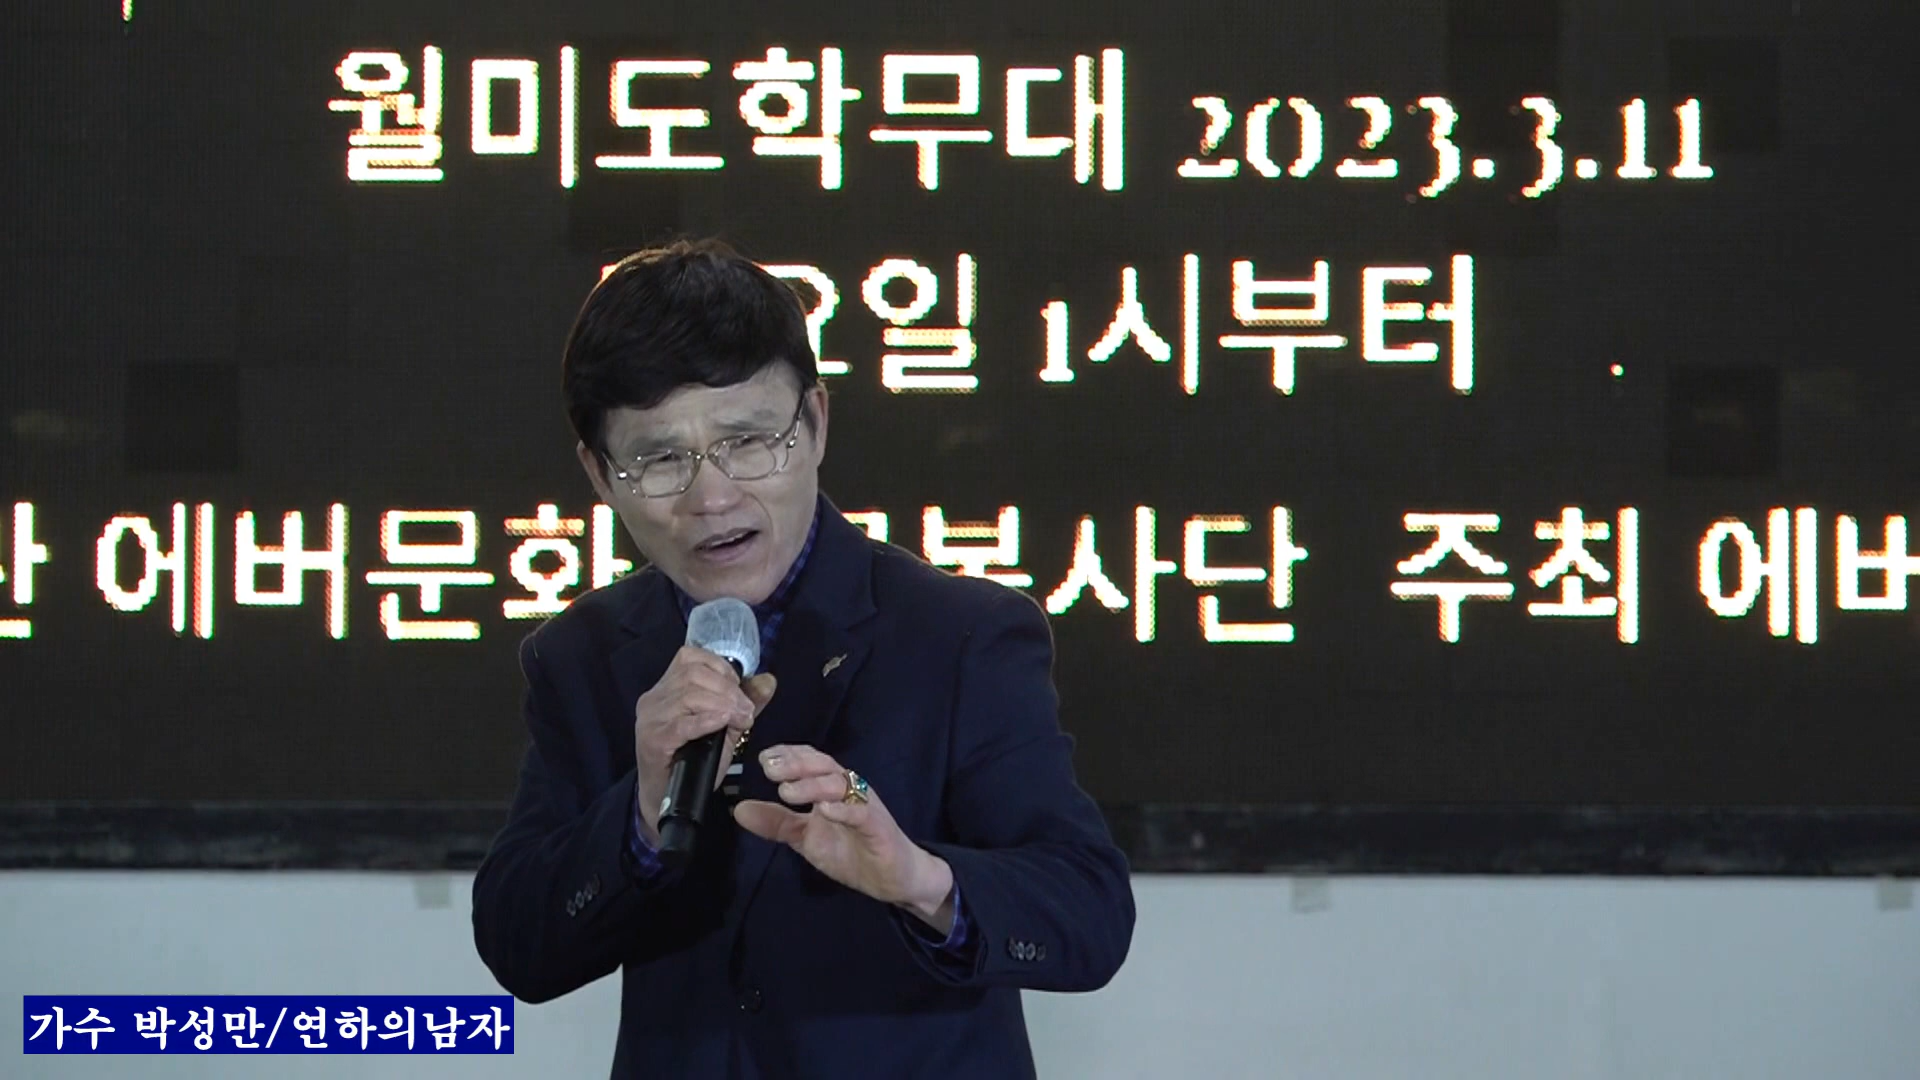 월미도학무대 2023.3.11
요일 1시부터
에버문화 봉사단 주최 에버
가수 박성만/연하의남자